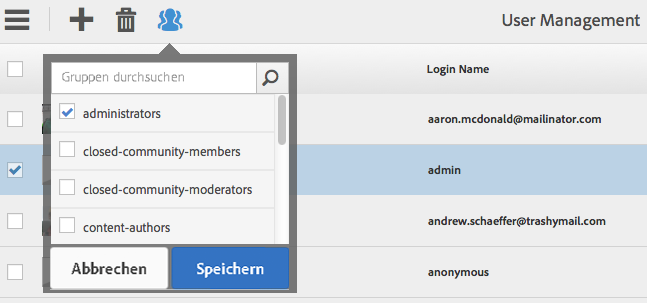 User Management
Gruppen durchsuchen
Login Name
administrators
aaron.mcdonald@mailinator.com
closed-community-members
admin
closed-community-moderators
content-authors
andrew.schaeffer@trashymail.com
Abbrechen
Speichern
anonymous